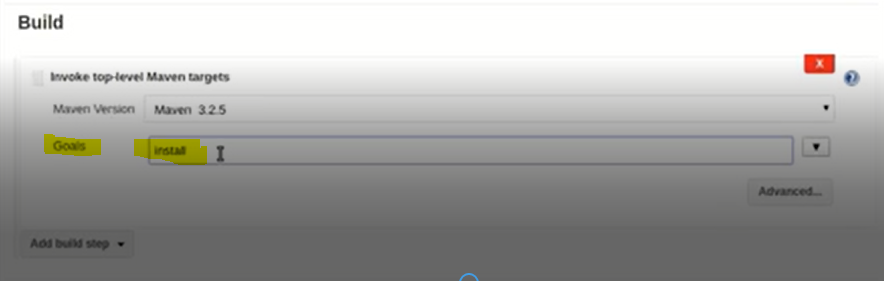 Build
Invoke top-level Maven targets
X
Maven Version Maven 3.2.5
Goals install
Advanced...
Add build step